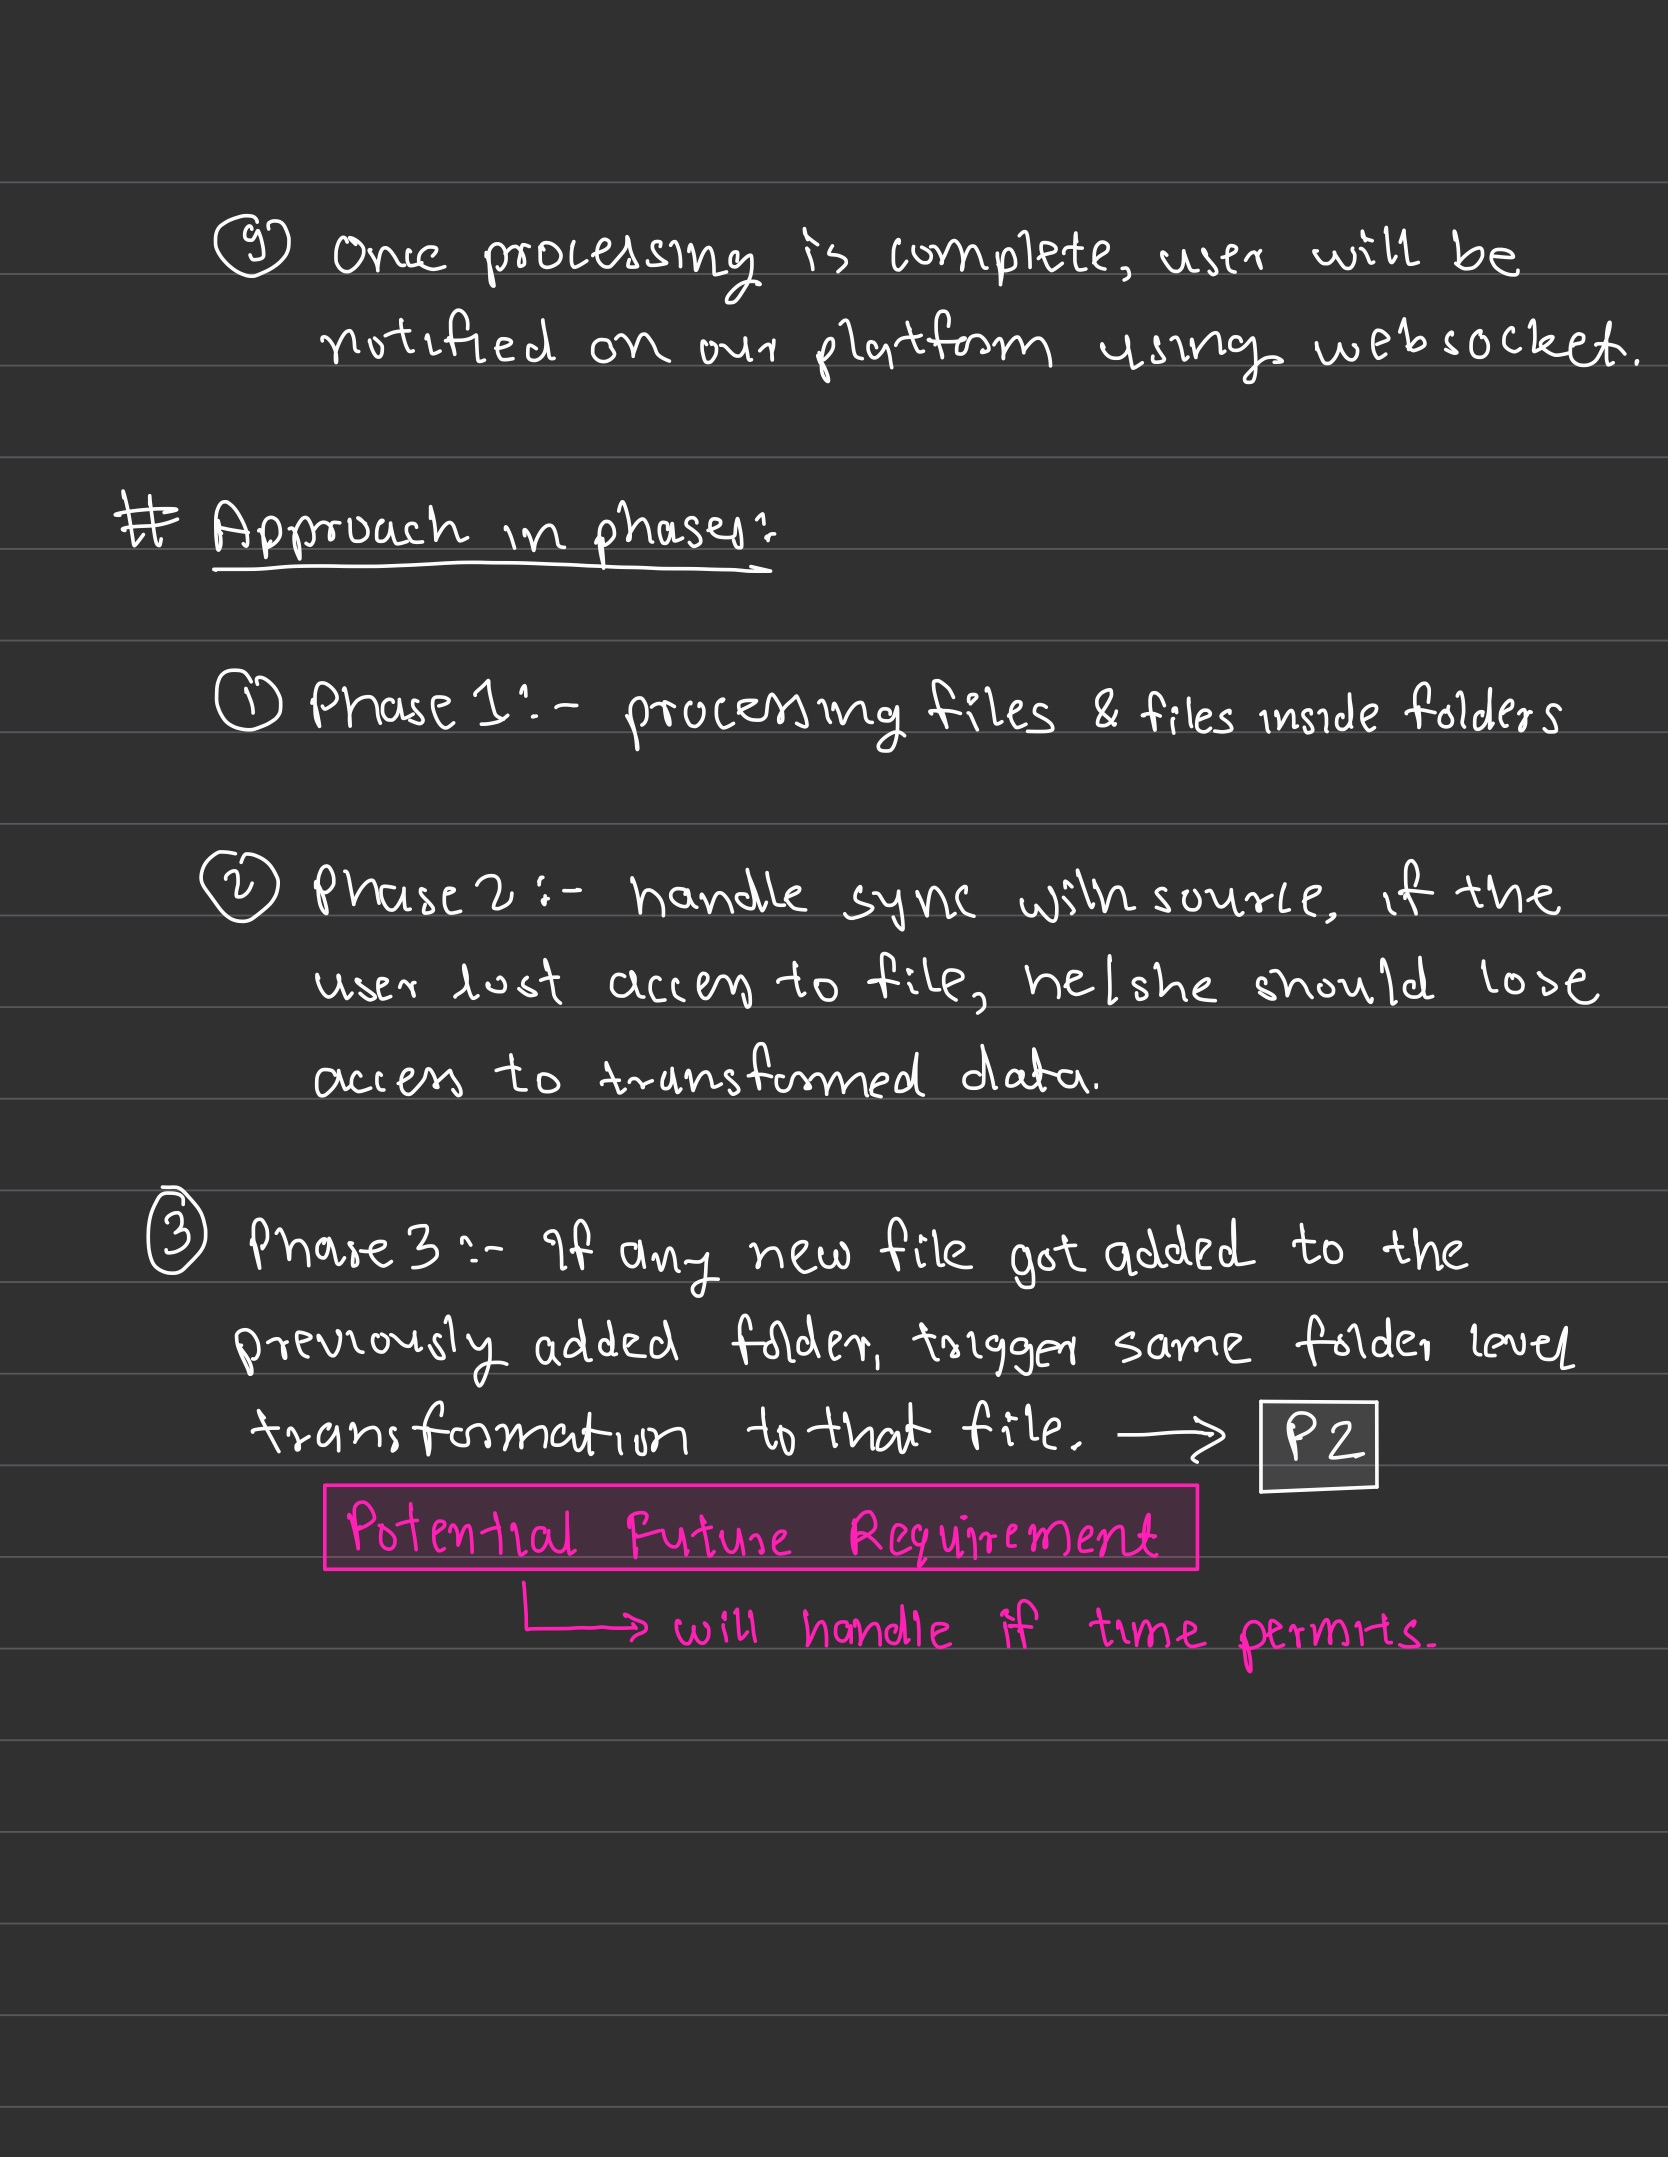 ⑨ Once processing is complete, user will be
notified on our platform using websocket.
# Approach in phases:
① Phase 1 :- processing files & files inside folders
② Phase 2 :- handle sync with source, if the
user lost access to file, he/she should lose
access to transformed data.
③ Phase 3 :- If any new file got added to the
previously added folder, trigger same folder level
transformation to that file. → P2
Potential Future Requirement
↳ will handle if time permits.